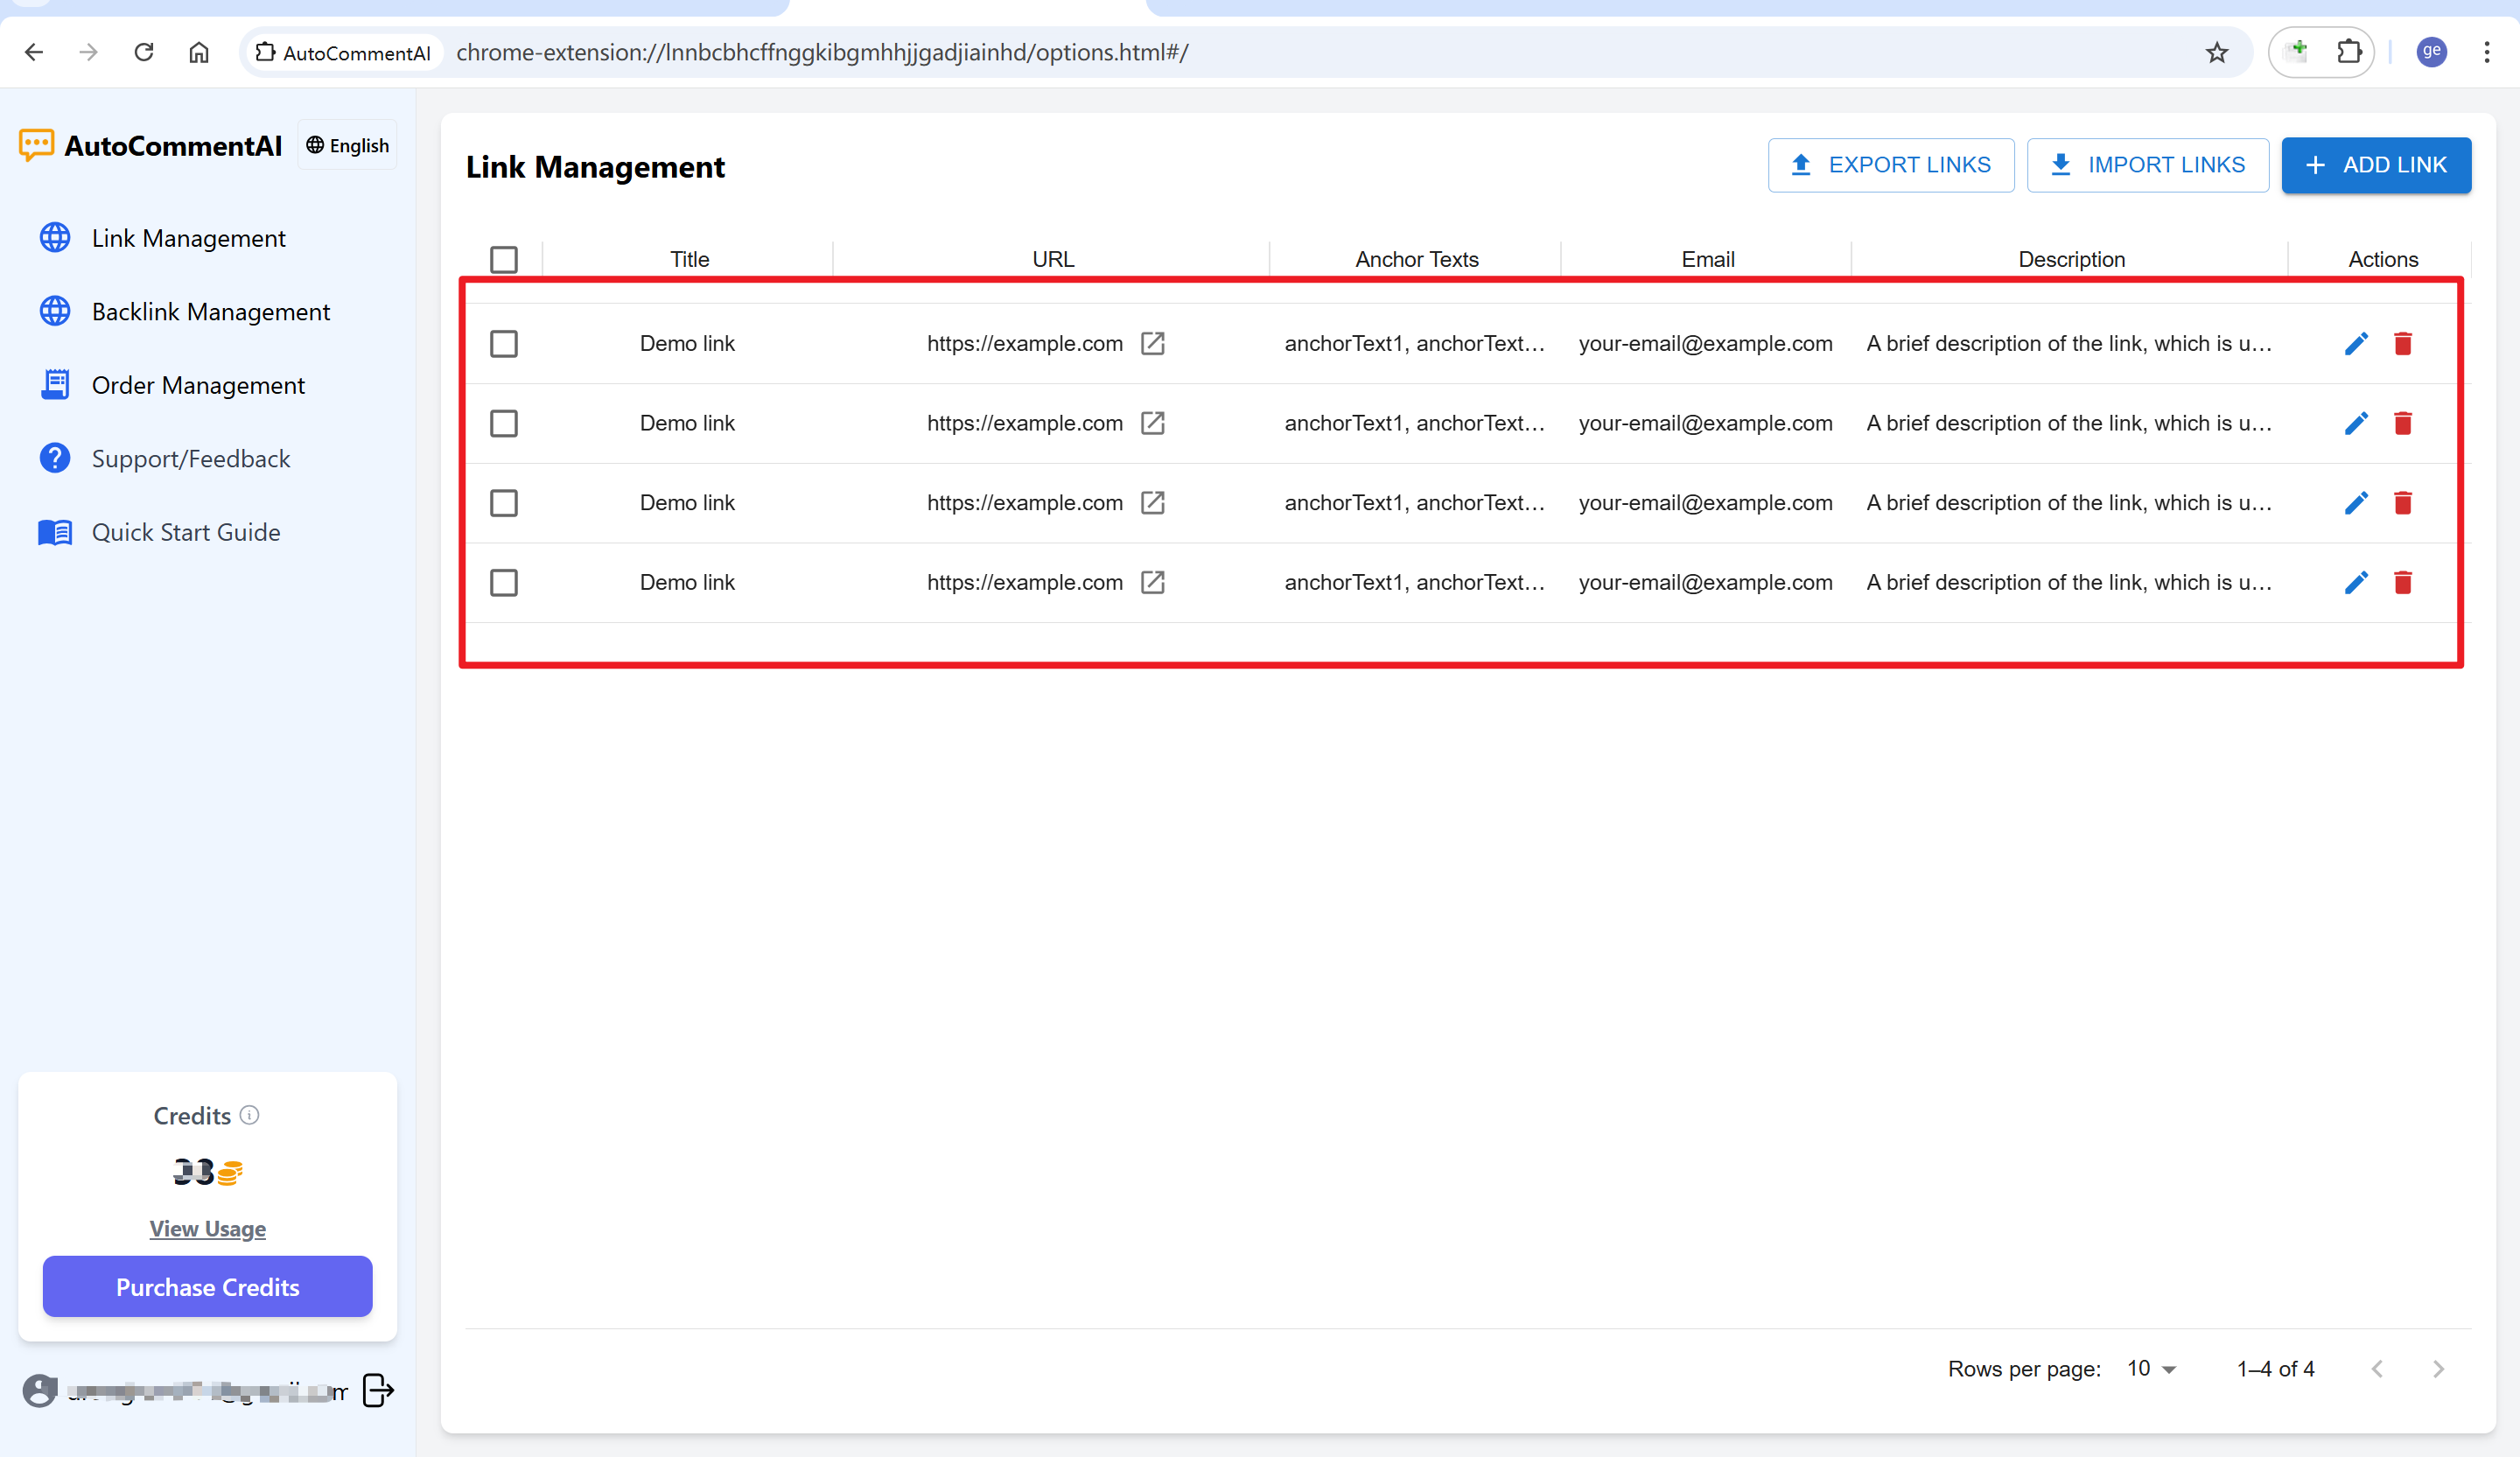 AutoCommentAI
chrome-extension://lnnbcbhcffnggkibgmhhjjgadjiainhd/options.html#/
ge
AutoCommentAI
English
Link Management
Backlink Management
Order Management
Support/Feedback
Quick Start Guide
Credits
View Usage
Purchase Credits
Link Management
EXPORT LINKS
IMPORT LINKS
ADD LINK
Title URL Anchor Texts Email Description Actions
Demo link https://example.com anchorText1, anchorText... your-email@example.com A brief description of the link, which is u...
Demo link https://example.com anchorText1, anchorText... your-email@example.com A brief description of the link, which is u...
Demo link https://example.com anchorText1, anchorText... your-email@example.com A brief description of the link, which is u...
Demo link https://example.com anchorText1, anchorText... your-email@example.com A brief description of the link, which is u...
Rows per page: 10 1–4 of 4